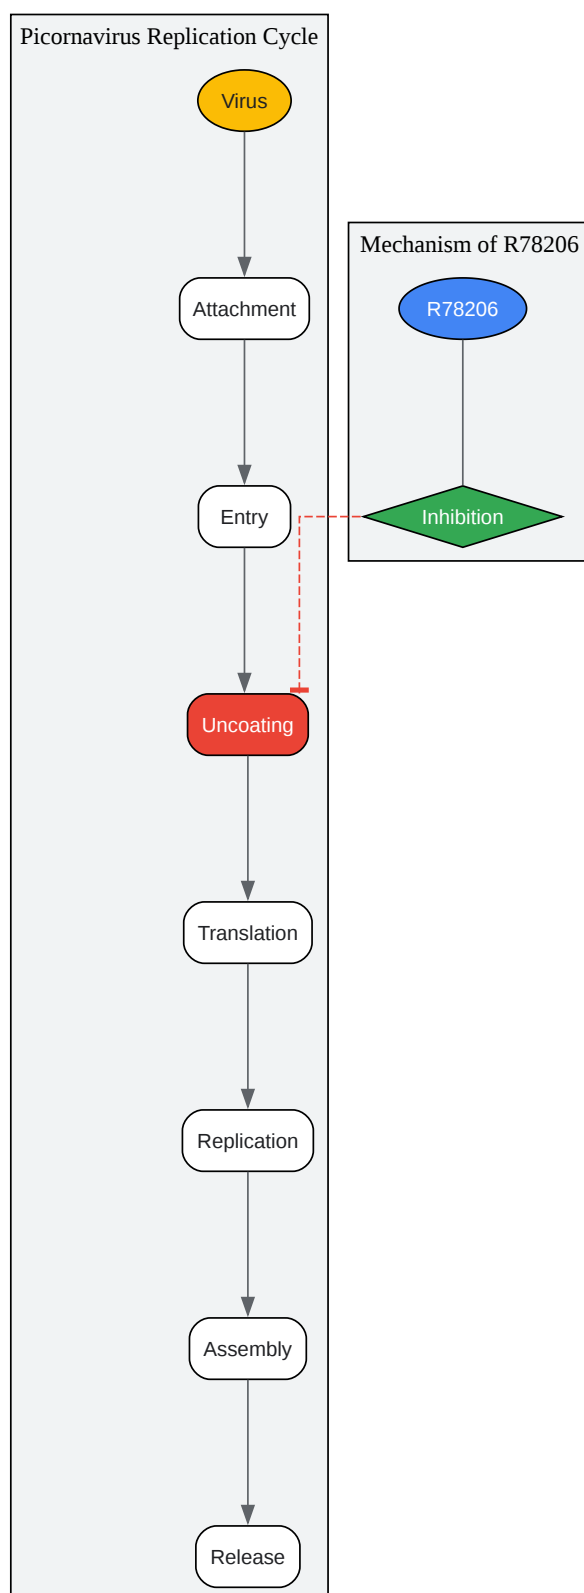 Picornavirus Replication Cycle
Virus
Mechanism of R78206
Attachment
R78206
Entry
Inhibition
Uncoating
Translation
Replication
Assembly
Release